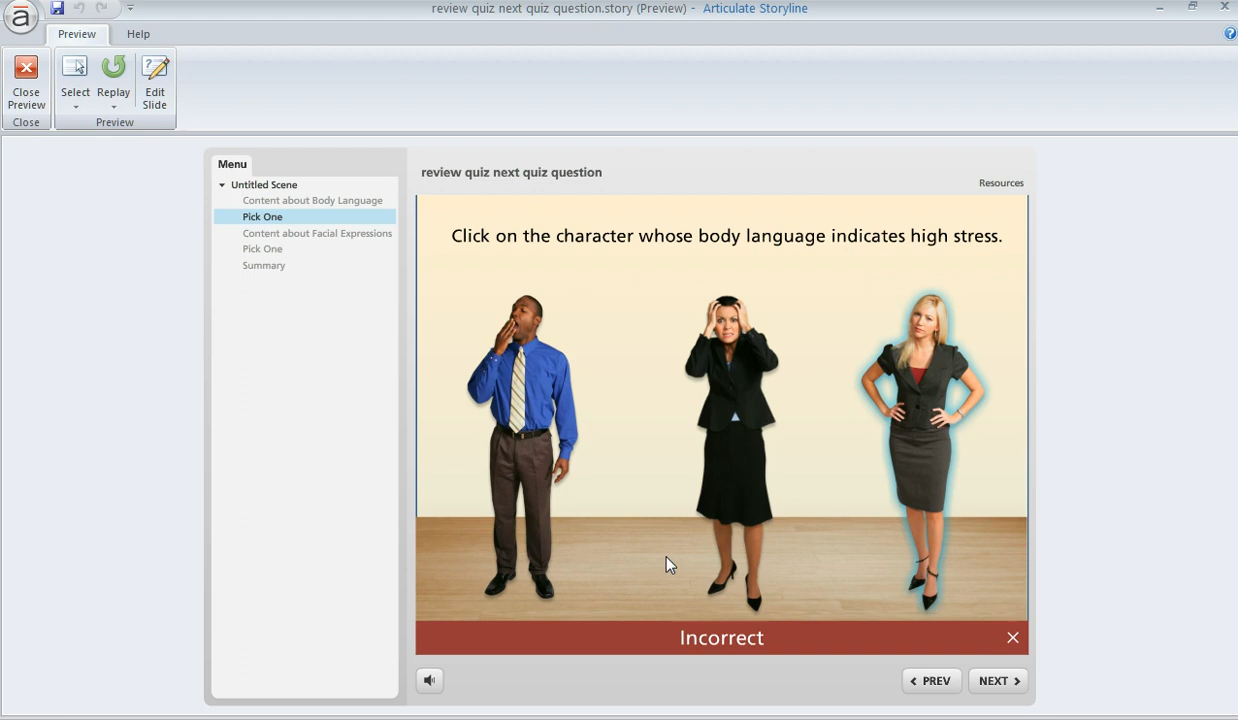 review quiz next quiz question.story (Preview) - Articulate Storyline
Preview
Help
Close Preview
Select
Replay
Edit Slide
Close
Preview
Menu
Untitled Scene
Content about Body Language
Pick One
Content about Facial Expressions
Pick One
Summary
review quiz next quiz question
Resources
Click on the character whose body language indicates high stress.
Incorrect
PREV
NEXT